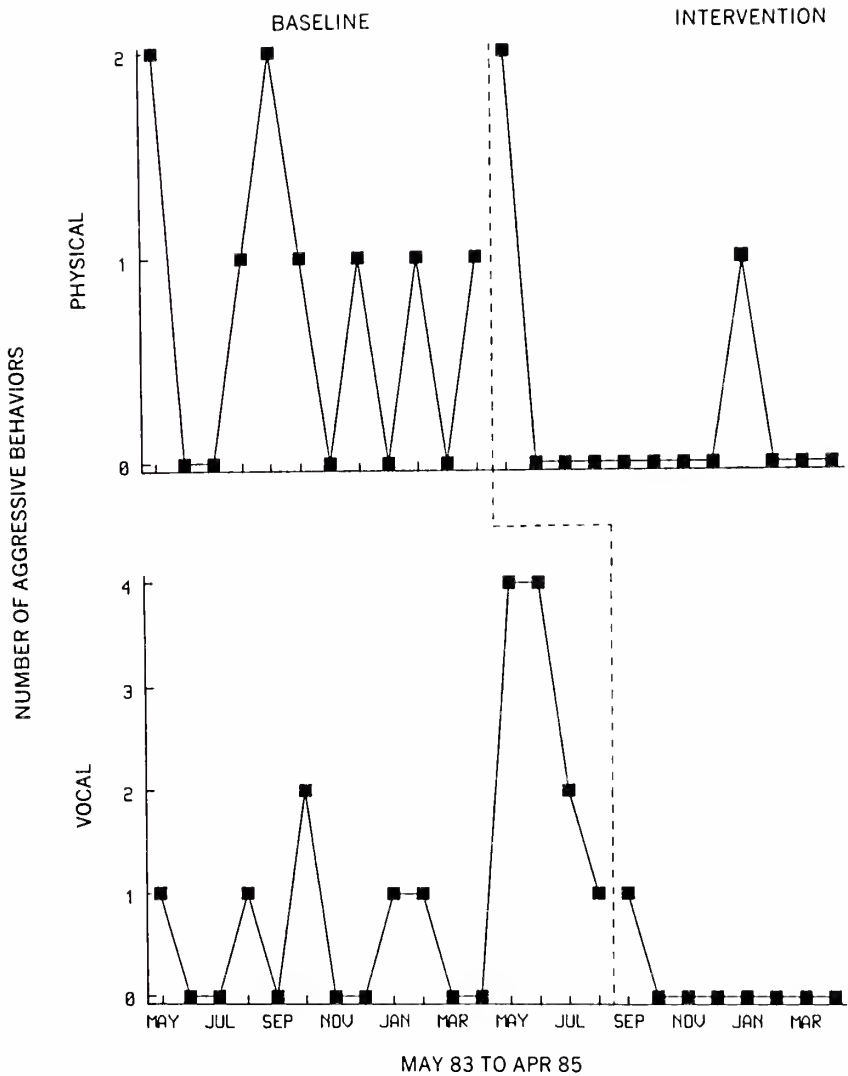 BASELINE
INTERVENTION
2
1
0
PHYSICAL
NUMBER OF AGGRESSIVE BEHAVIORS
4
3
2
1
0
VOCAL
MAY JUL SEP NOV JAN MAR MAY JUL SEP NOV JAN MAR
MAY 83 TO APR 85